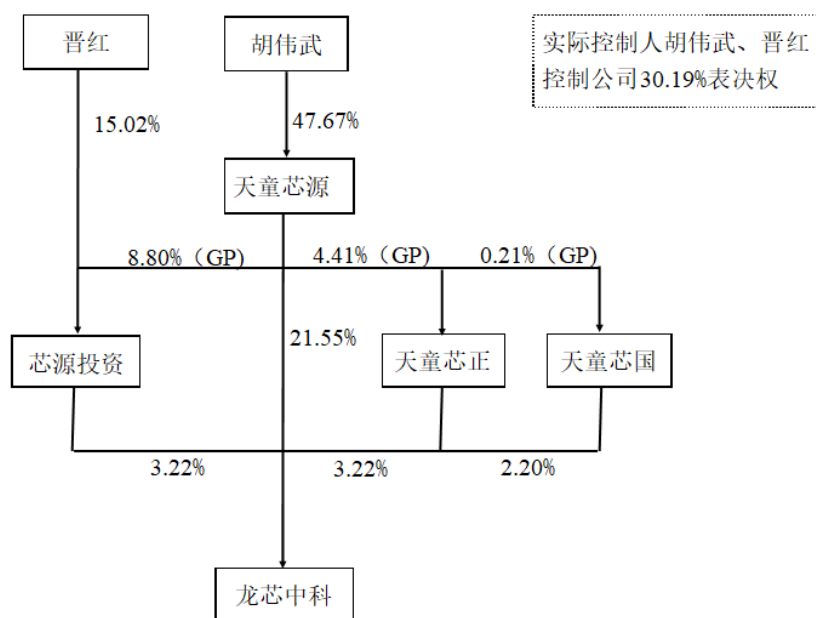 晋红
胡伟武
实际控制人胡伟武、晋红
控制公司30.19%表决权
15.02%
47.67%
天童芯源
8.80%（GP)
4.41%（GP)
0.21%（GP)
21.55%
芯源投资
天童芯正
天童芯国
3.22%
3.22%
2.20%
龙芯中科